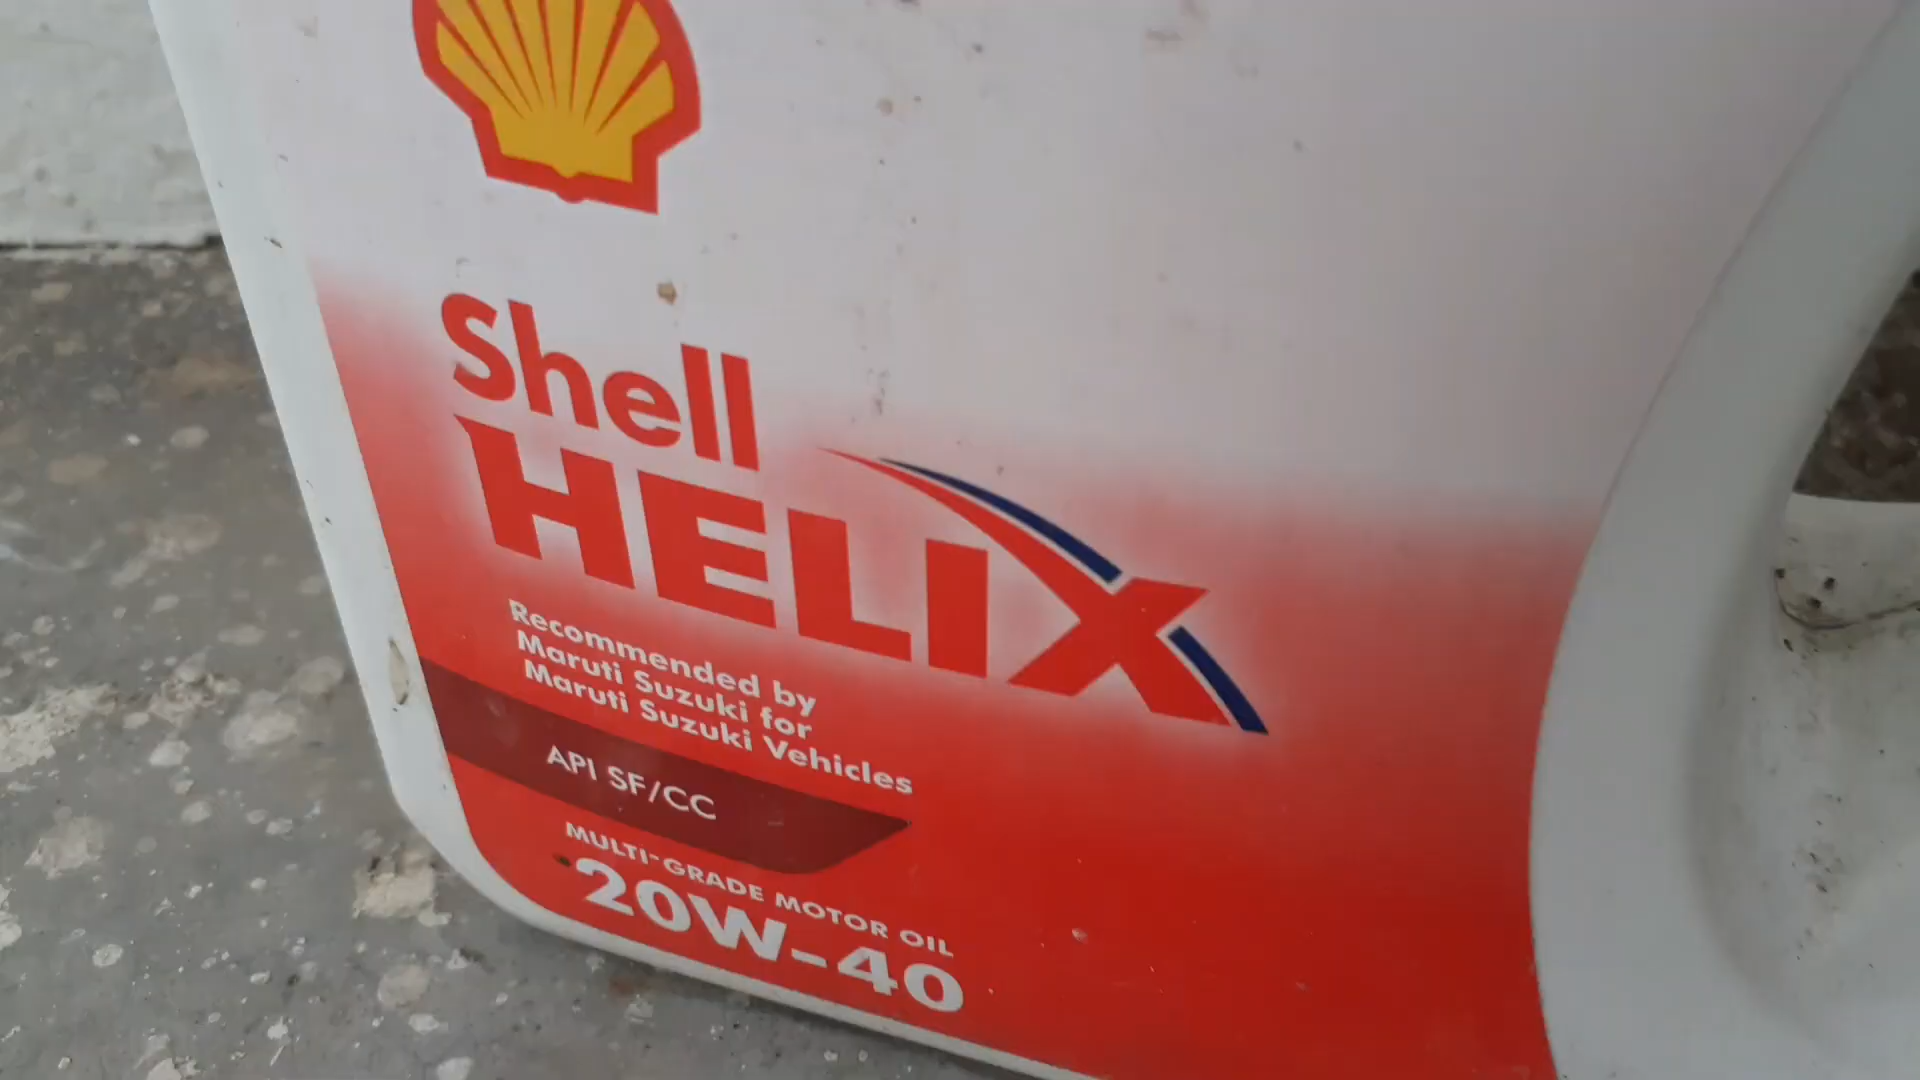 Shell
HELIX
Recommended by
Maruti Suzuki for
Maruti Suzuki Vehicles
API SF/CC
MULTI-GRADE MOTOR OIL
20W-40